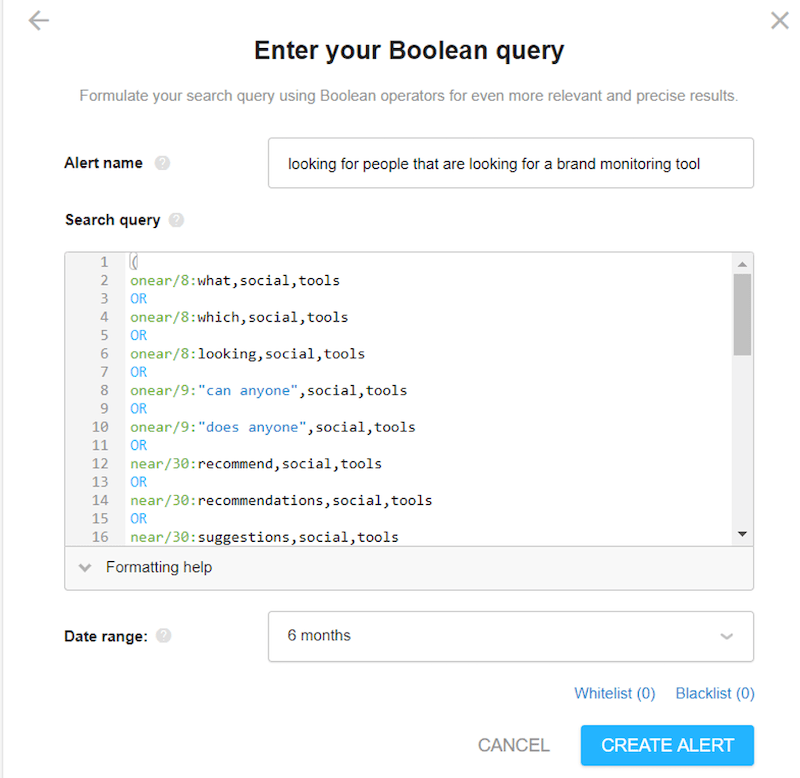 Enter your Boolean query
Formulate your search query using Boolean operators for even more relevant and precise results.
Alert name ?
looking for people that are looking for a brand monitoring tool
Search query ?
1 (
2 onear/8:what,social,tools
3 OR
4 onear/8:which,social,tools
5 OR
6 onear/8:looking,social,tools
7 OR
8 onear/9:"can anyone",social,tools
9 OR
10 onear/9:"does anyone",social,tools
11 OR
12 near/30:recommend,social,tools
13 OR
14 near/30:recommendations,social,tools
15 OR
16 near/30:suggestions,social,tools
Formatting help
Date range: ?
6 months
Whitelist (0) Blacklist (0)
CANCEL CREATE ALERT